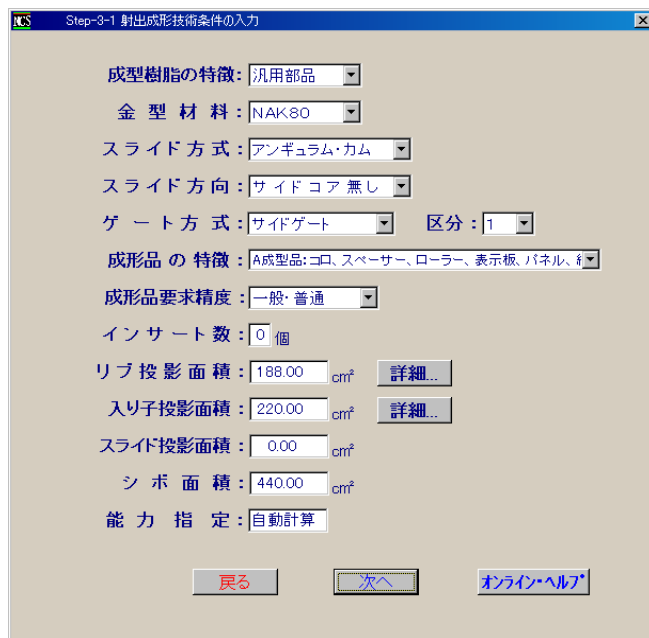 NCS Step-3-1 射出成形技術条件の入力
成型樹脂の特徴: 汎用部品
金 型 材 料: NAK80
スライド方式: アンギュラム・カム
スライド方向: サイドコア無し
ゲート方式: サイドゲート 区分: 1
成形品の特徴: A成型品:コロ、スペーサー、ローラー、表示板、パネル、
成形品要求精度: 一般・普通
インサート数: 0 個
リブ投影面積: 188.00 cm² 詳細...
入り子投影面積: 220.00 cm² 詳細...
スライド投影面積: 0.00 cm²
シボ面積: 440.00 cm²
能力指定: 自動計算
戻る 次へ オンライン・ヘルプ